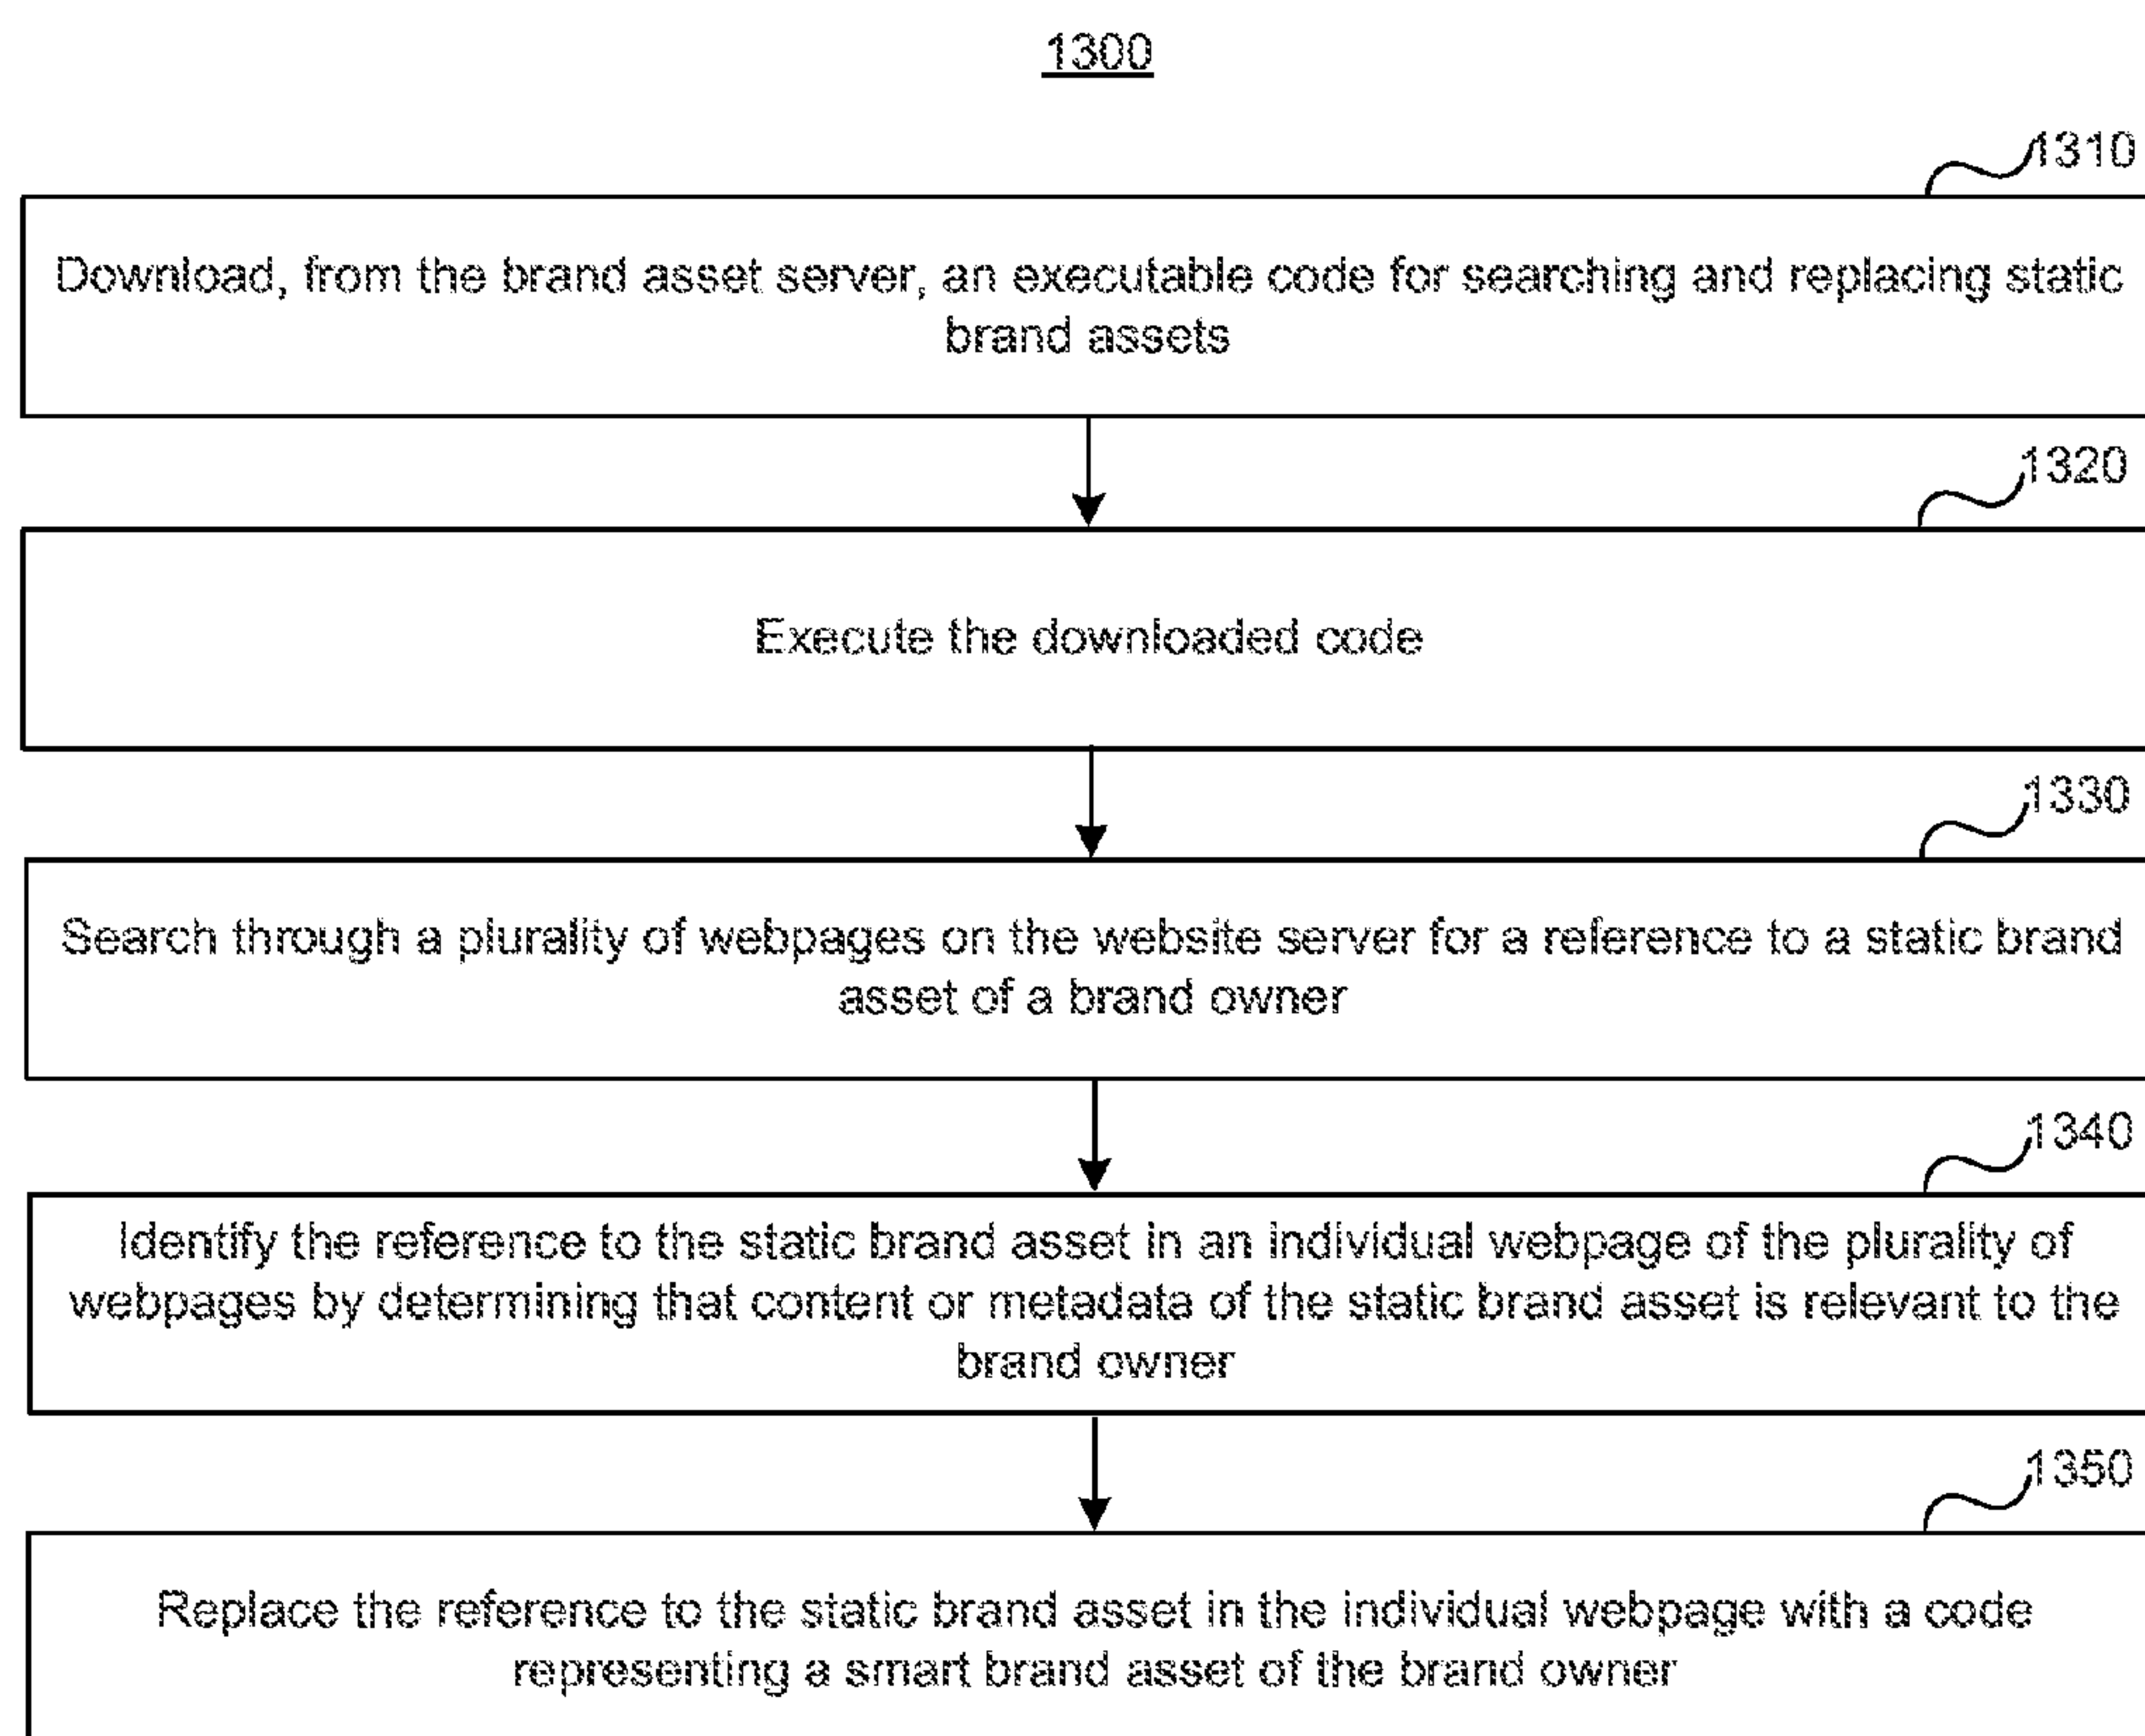 1300
1310
Download, from the brand asset server, an executable code for searching and replacing static
brand assets
1320
Execute the downloaded code
1330
Search through a plurality of webpages on the website server for a reference to a static brand
asset of a brand owner
1340
Identify the reference to the static brand asset in an individual webpage of the plurality of
webpages by determining that content or metadata of the static brand asset is relevant to the
brand owner
1350
Replace the reference to the static brand asset in the individual webpage with a code
representing a smart brand asset of the brand owner